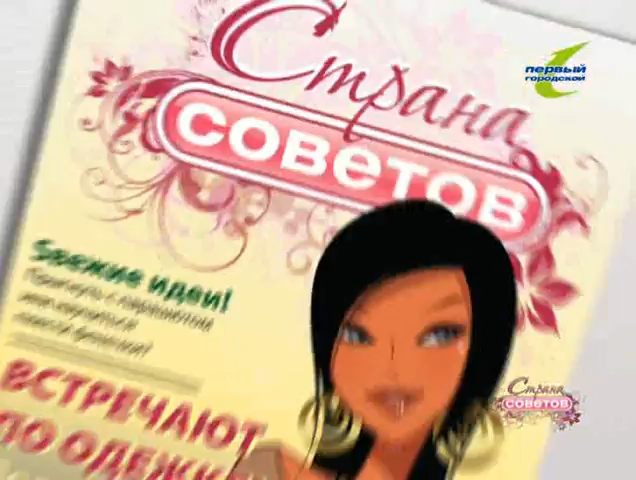 Страна
советов
первый
городской
Свежие идеи!
ВСТРЕЧАЮТ
ПО ОДЕЖК
Страна
советов